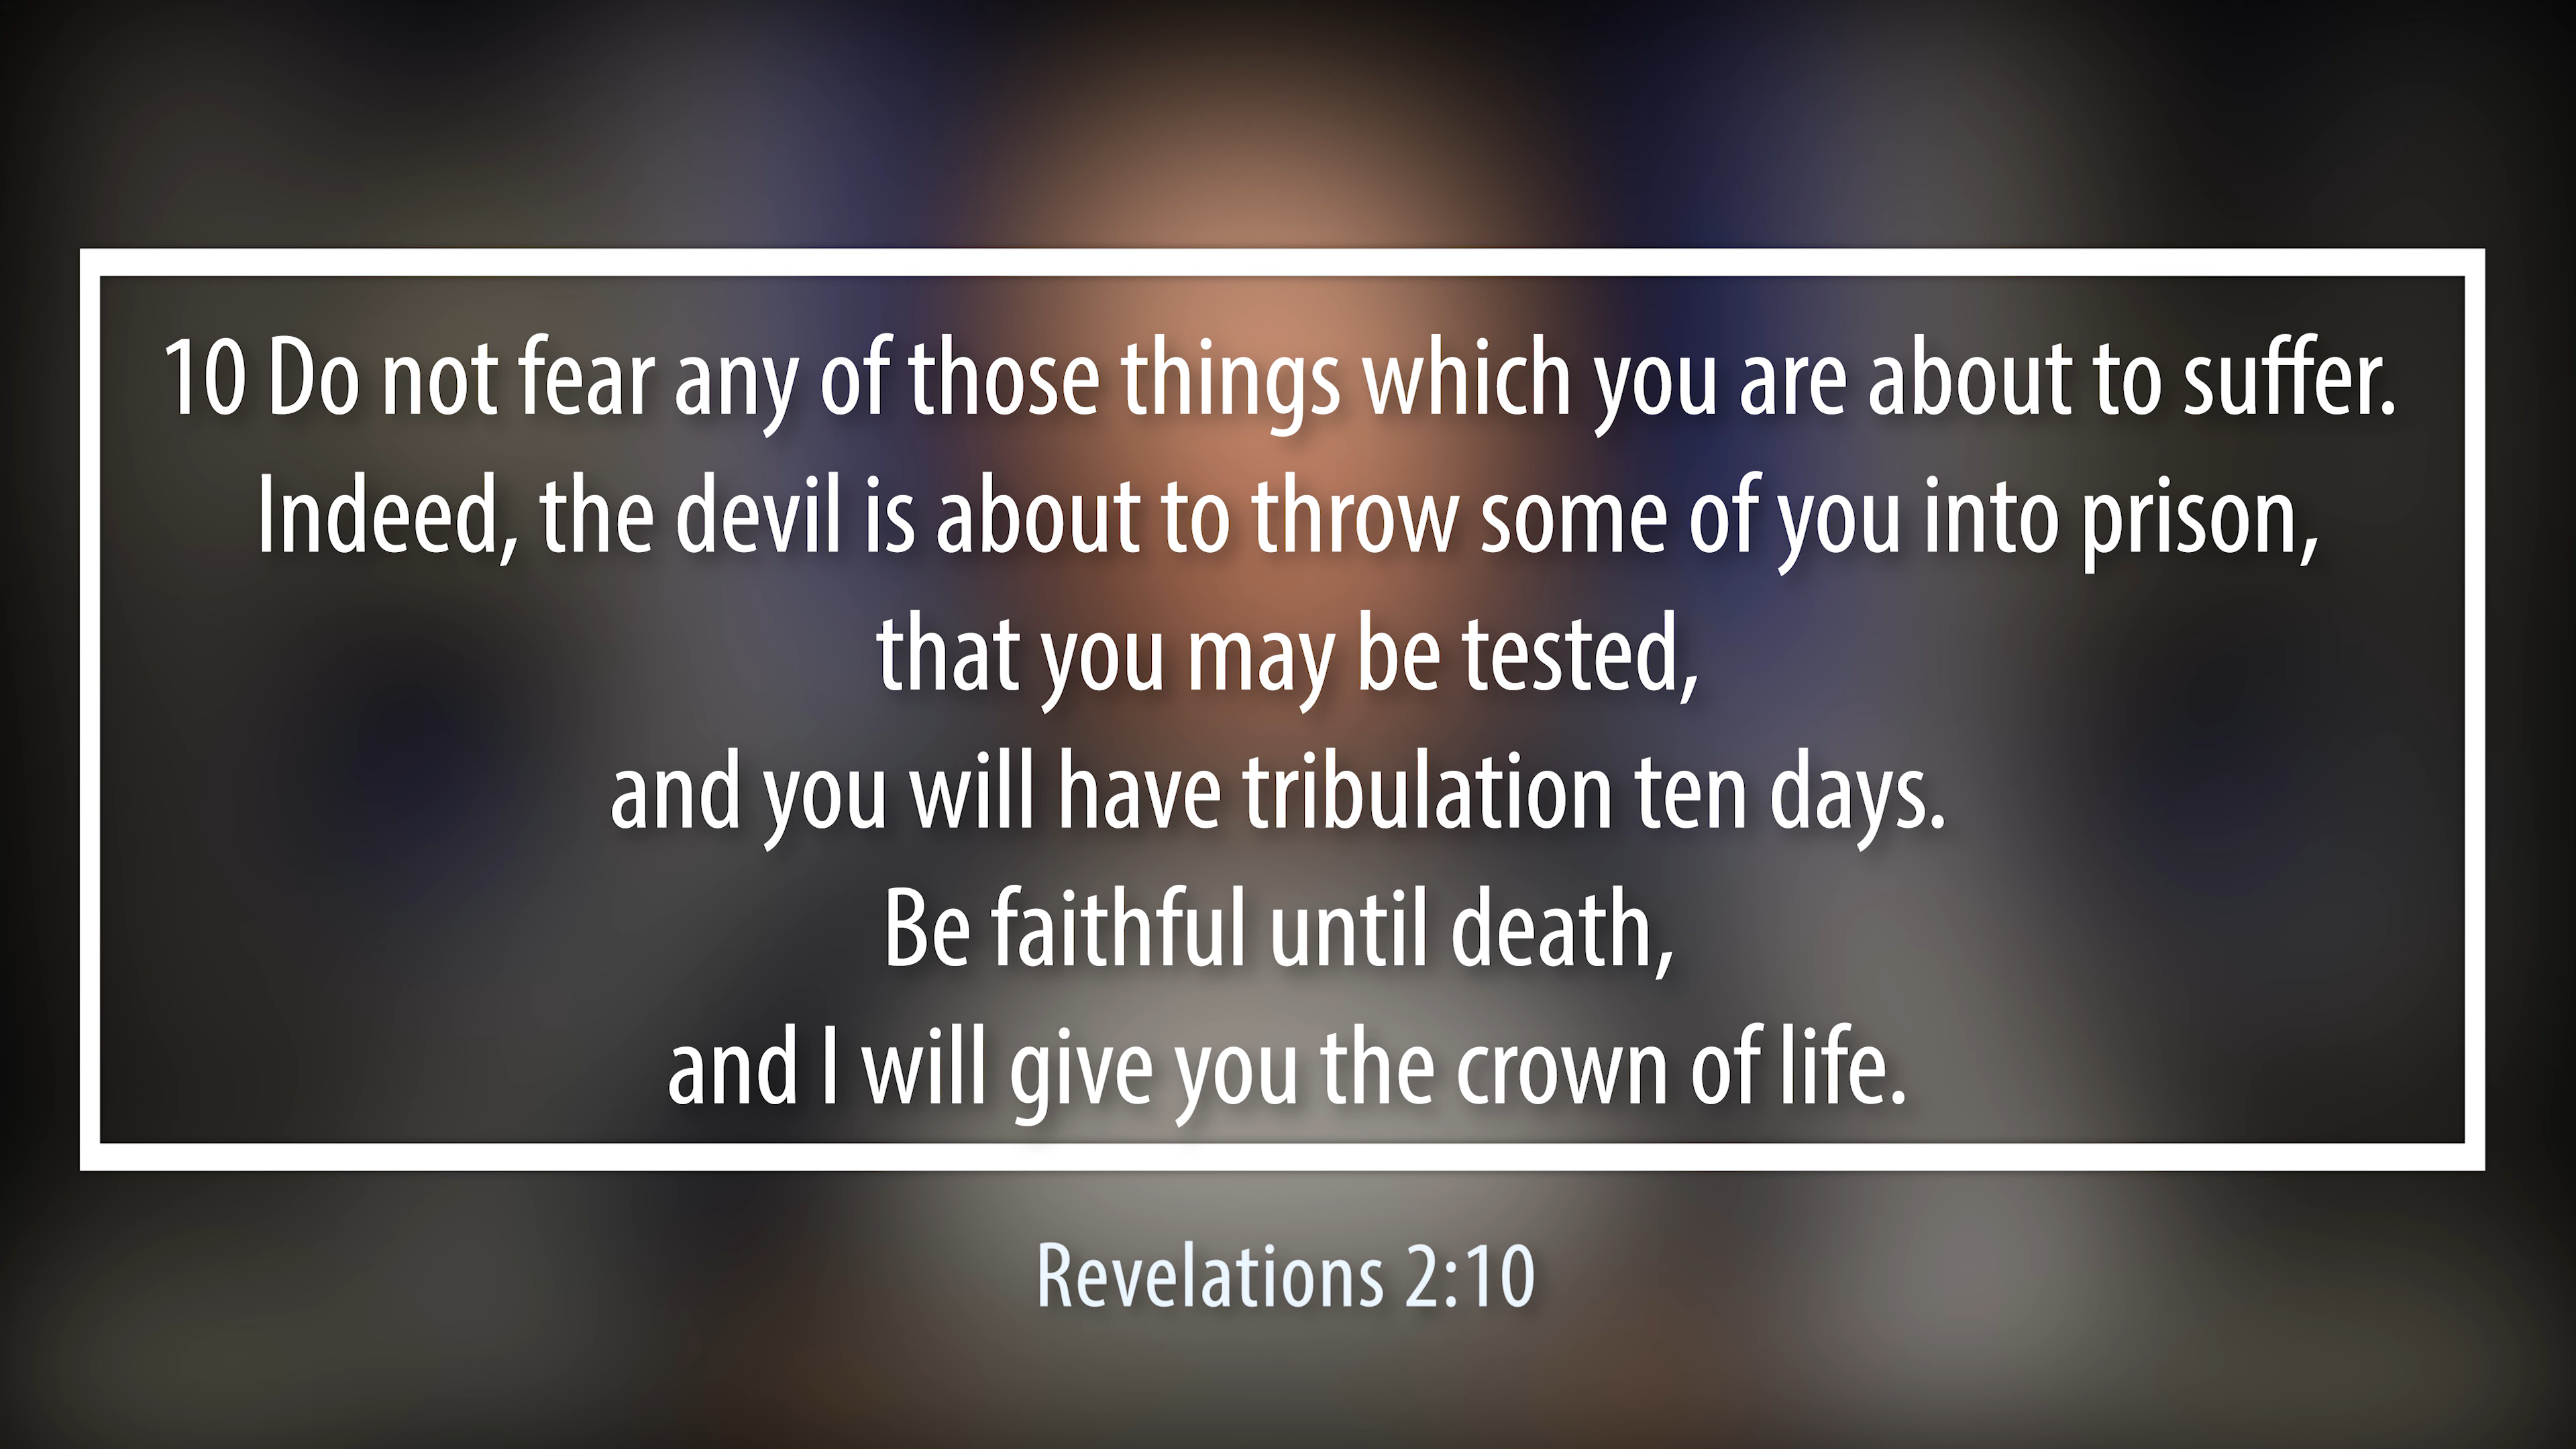 10 Do not fear any of those things which you are about to suffer.
Indeed, the devil is about to throw some of you into prison,
that you may be tested,
and you will have tribulation ten days.
Be faithful until death,
and I will give you the crown of life.
Revelations 2:10